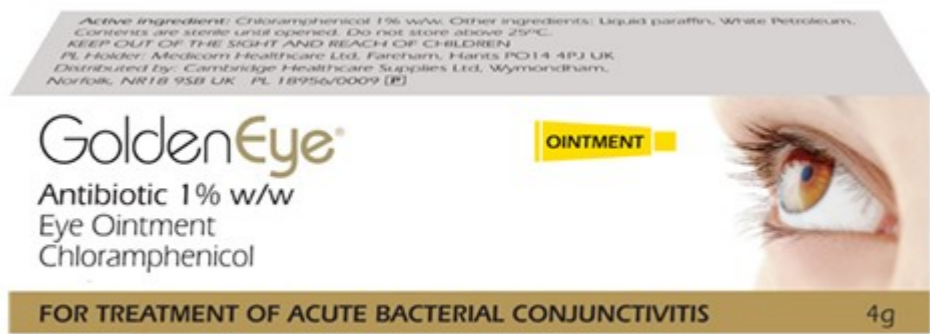 Active ingredient: Chloramphenicol 1% w/w. Other ingredients: Liquid paraffin, White Petroleum.
Contents are sterile until opened. Do not store above 25°C.
KEEP OUT OF THE SIGHT AND REACH OF CHILDREN
PL Holder: Medicom Healthcare Ltd, Fareham, Hants PO14 4PJ UK
Distributed by: Cambridge Healthcare Supplies Ltd, Wymondham,
Norfolk, NR18 9SB UK PL 18956/0009 P
GoldenEye®
OINTMENT
Antibiotic 1% w/w
Eye Ointment
Chloramphenicol
FOR TREATMENT OF ACUTE BACTERIAL CONJUNCTIVITIS 4g